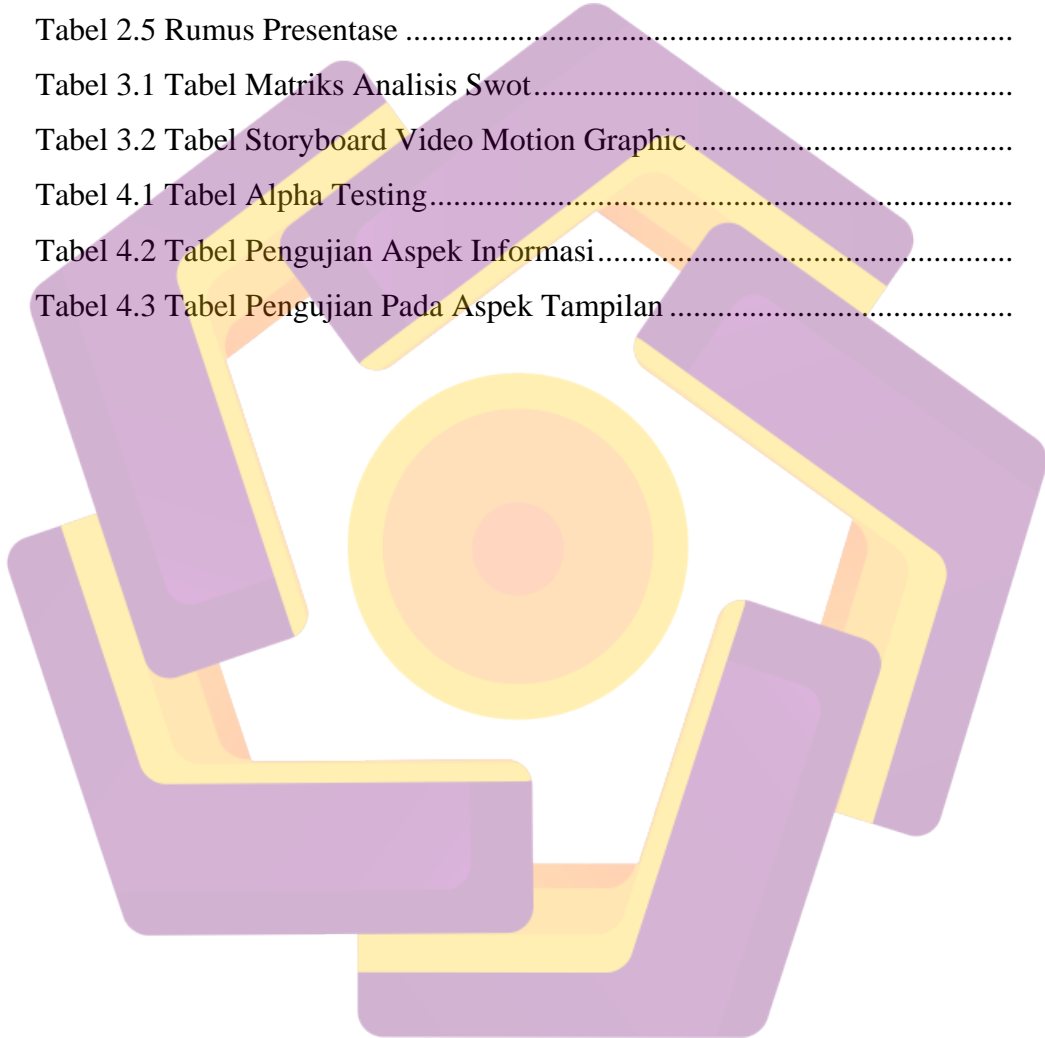 Tabel 2.5 Rumus Presentase ............................................................................
Tabel 3.1 Tabel Matriks Analisis Swot............................................................
Tabel 3.2 Tabel Storyboard Video Motion Graphic ........................................
Tabel 4.1 Tabel Alpha Testing.........................................................................
Tabel 4.2 Tabel Pengujian Aspek Informasi....................................................
Tabel 4.3 Tabel Pengujian Pada Aspek Tampilan ...........................................